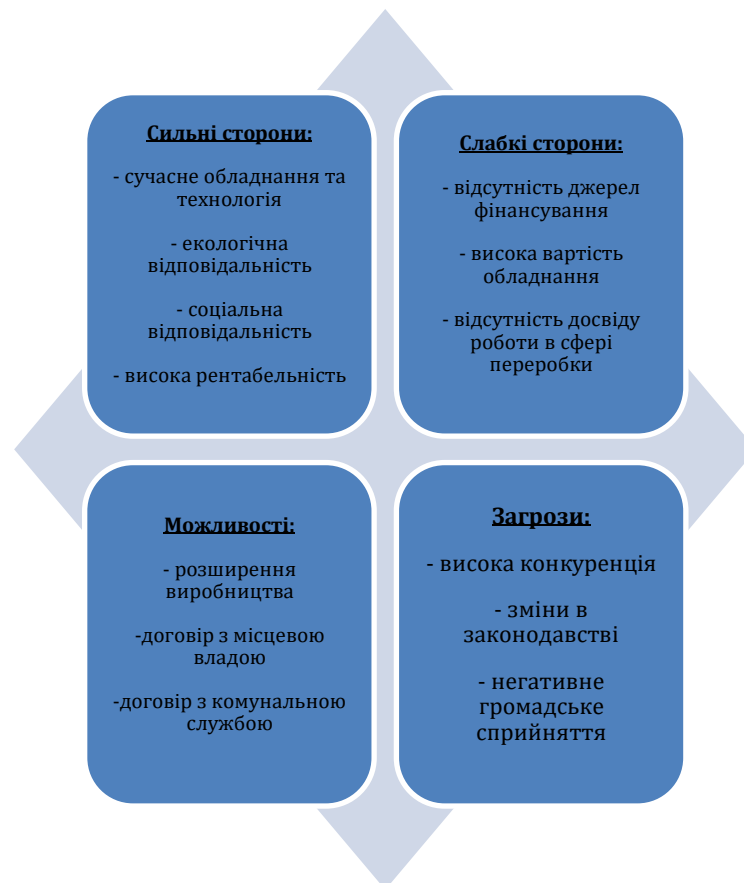 Сильні сторони:
- сучасне обладнання та
технологія
- екологічна
відповідальність
- соціальна
відповідальність
- висока рентабельність
Слабкі сторони:
- відсутність джерел
фінансування
- висока вартість
обладнання
- відсутність досвіду
роботи в сфері
переробки
Можливості:
- розширення
виробництва
-договір з місцевою
владою
-договір з комунальною
службою
Загрози:
- висока конкуренція
- зміни в
законодавстві
- негативне
громадське
сприйняття